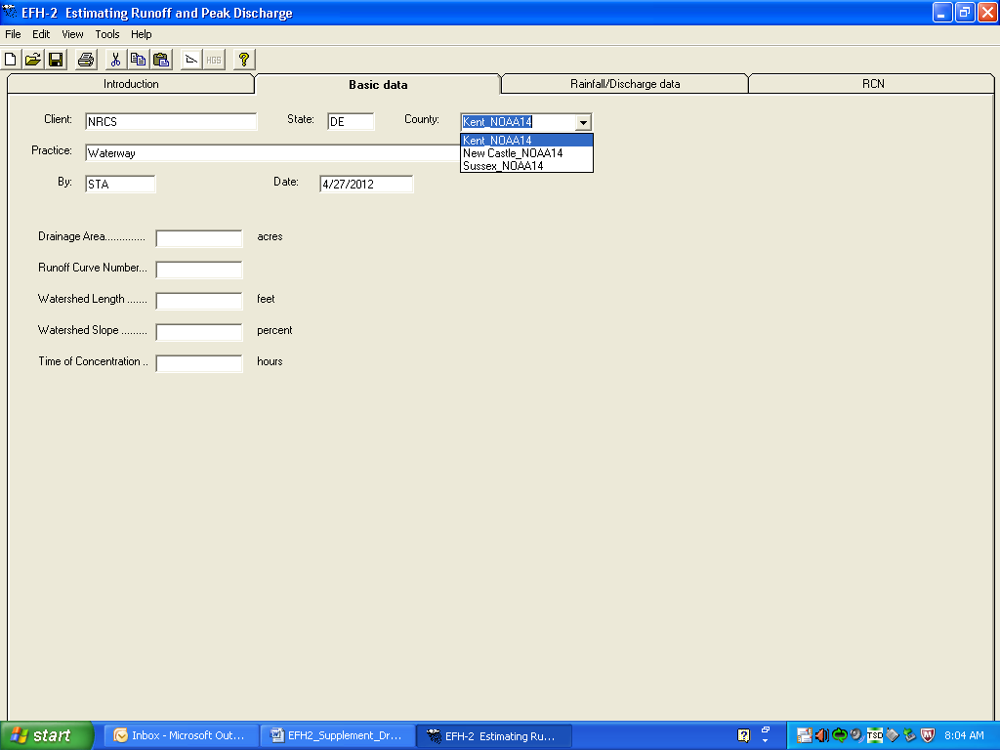 EFH-2 Estimating Runoff and Peak Discharge
File Edit View Tools Help
HGS ?
Introduction Basic data Rainfall/Discharge data RCN
Client: NRCS State: DE County: Kent_NOAA14
Kent_NOAA14
New Castle_NOAA14
Sussex_NOAA14
Practice: Waterway
By: STA Date: 4/27/2012
Drainage Area.............. acres
Runoff Curve Number...
Watershed Length ....... feet
Watershed Slope ......... percent
Time of Concentration .. hours
start Inbox - Microsoft Out... EFH2_Supplement_Dr... EFH-2 Estimating Ru... ? TSD 8:04 AM